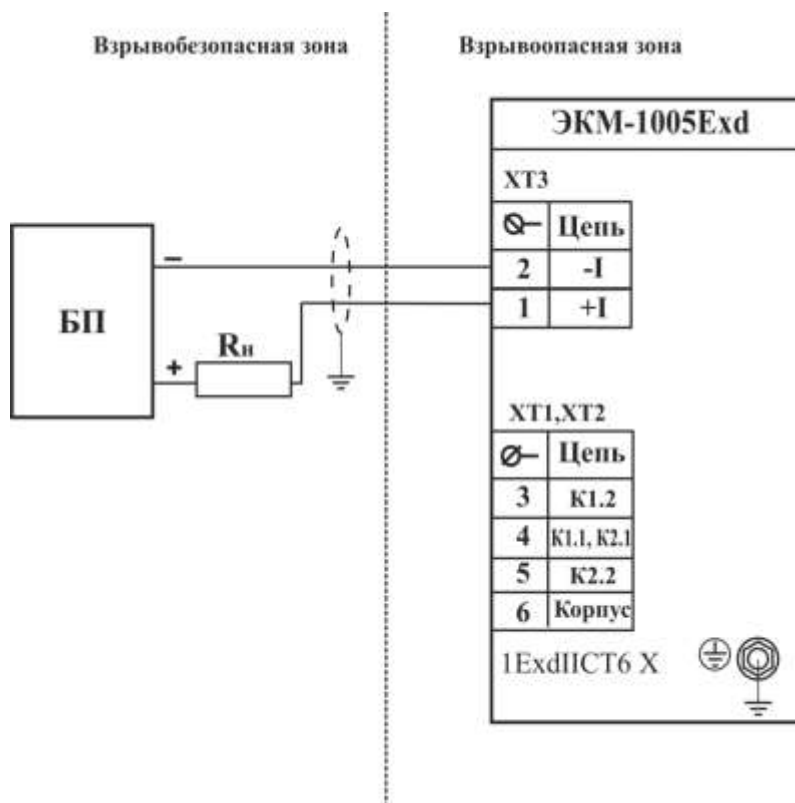 Взрывобезопасная зона
Взрывоопасная зона
ЭКМ-1005Exd
XT3
Цепь
2 -I
1 +I
БП
−
+
Rн
XT1,XT2
Цепь
3 К1.2
4 К1.1, К2.1
5 К2.2
6 Корпус
1ExdIICT6 X